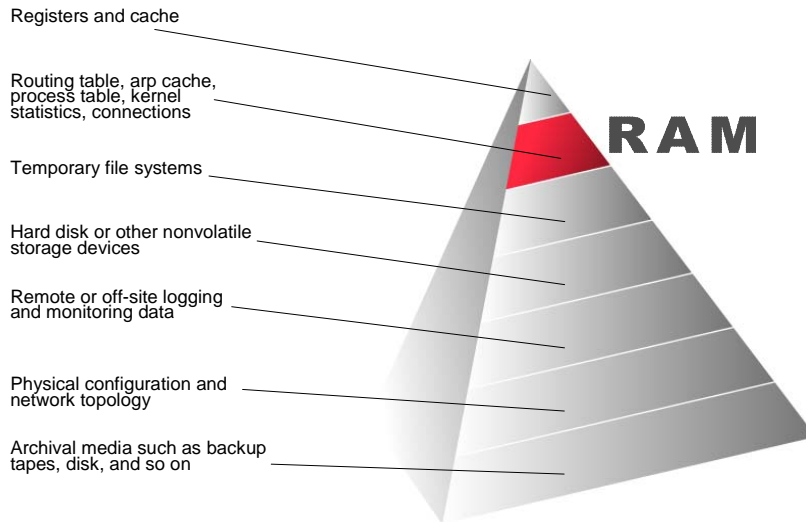 Registers and cache
Routing table, arp cache,
process table, kernel
statistics, connections
RAM
Temporary file systems
Hard disk or other nonvolatile
storage devices
Remote or off-site logging
and monitoring data
Physical configuration and
network topology
Archival media such as backup
tapes, disk, and so on